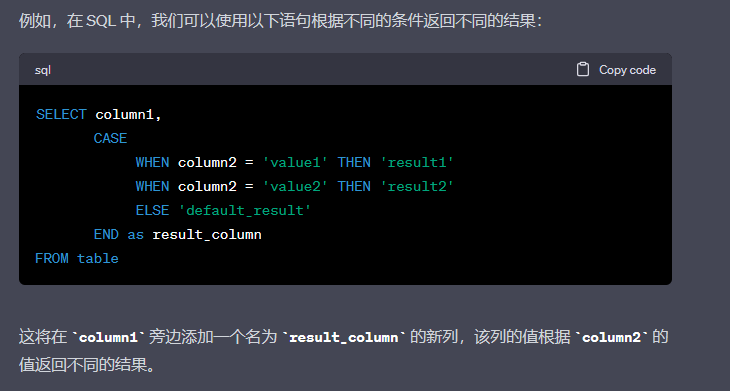 例如，在 SQL 中，我们可以使用以下语句根据不同的条件返回不同的结果：
sql Copy code
SELECT column1,
       CASE
            WHEN column2 = 'value1' THEN 'result1'
            WHEN column2 = 'value2' THEN 'result2'
            ELSE 'default_result'
       END as result_column
FROM table
这将在 `column1` 旁边添加一个名为 `result_column` 的新列，该列的值根据 `column2` 的
值返回不同的结果。